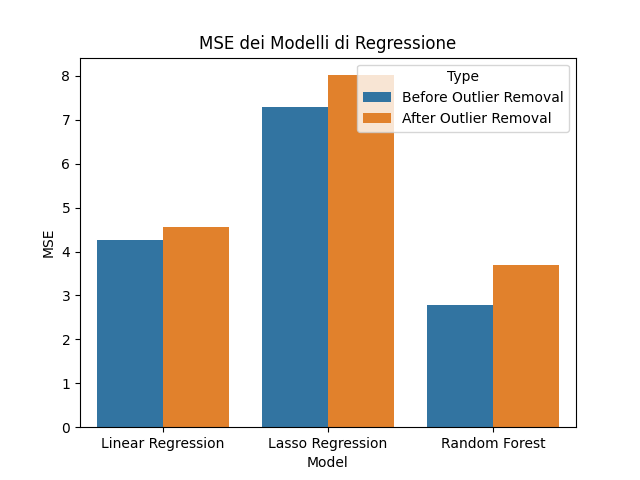 MSE dei Modelli di Regressione
Type
Before Outlier Removal
After Outlier Removal
MSE
8
7
6
5
4
3
2
1
0
Linear Regression
Lasso Regression
Random Forest
Model